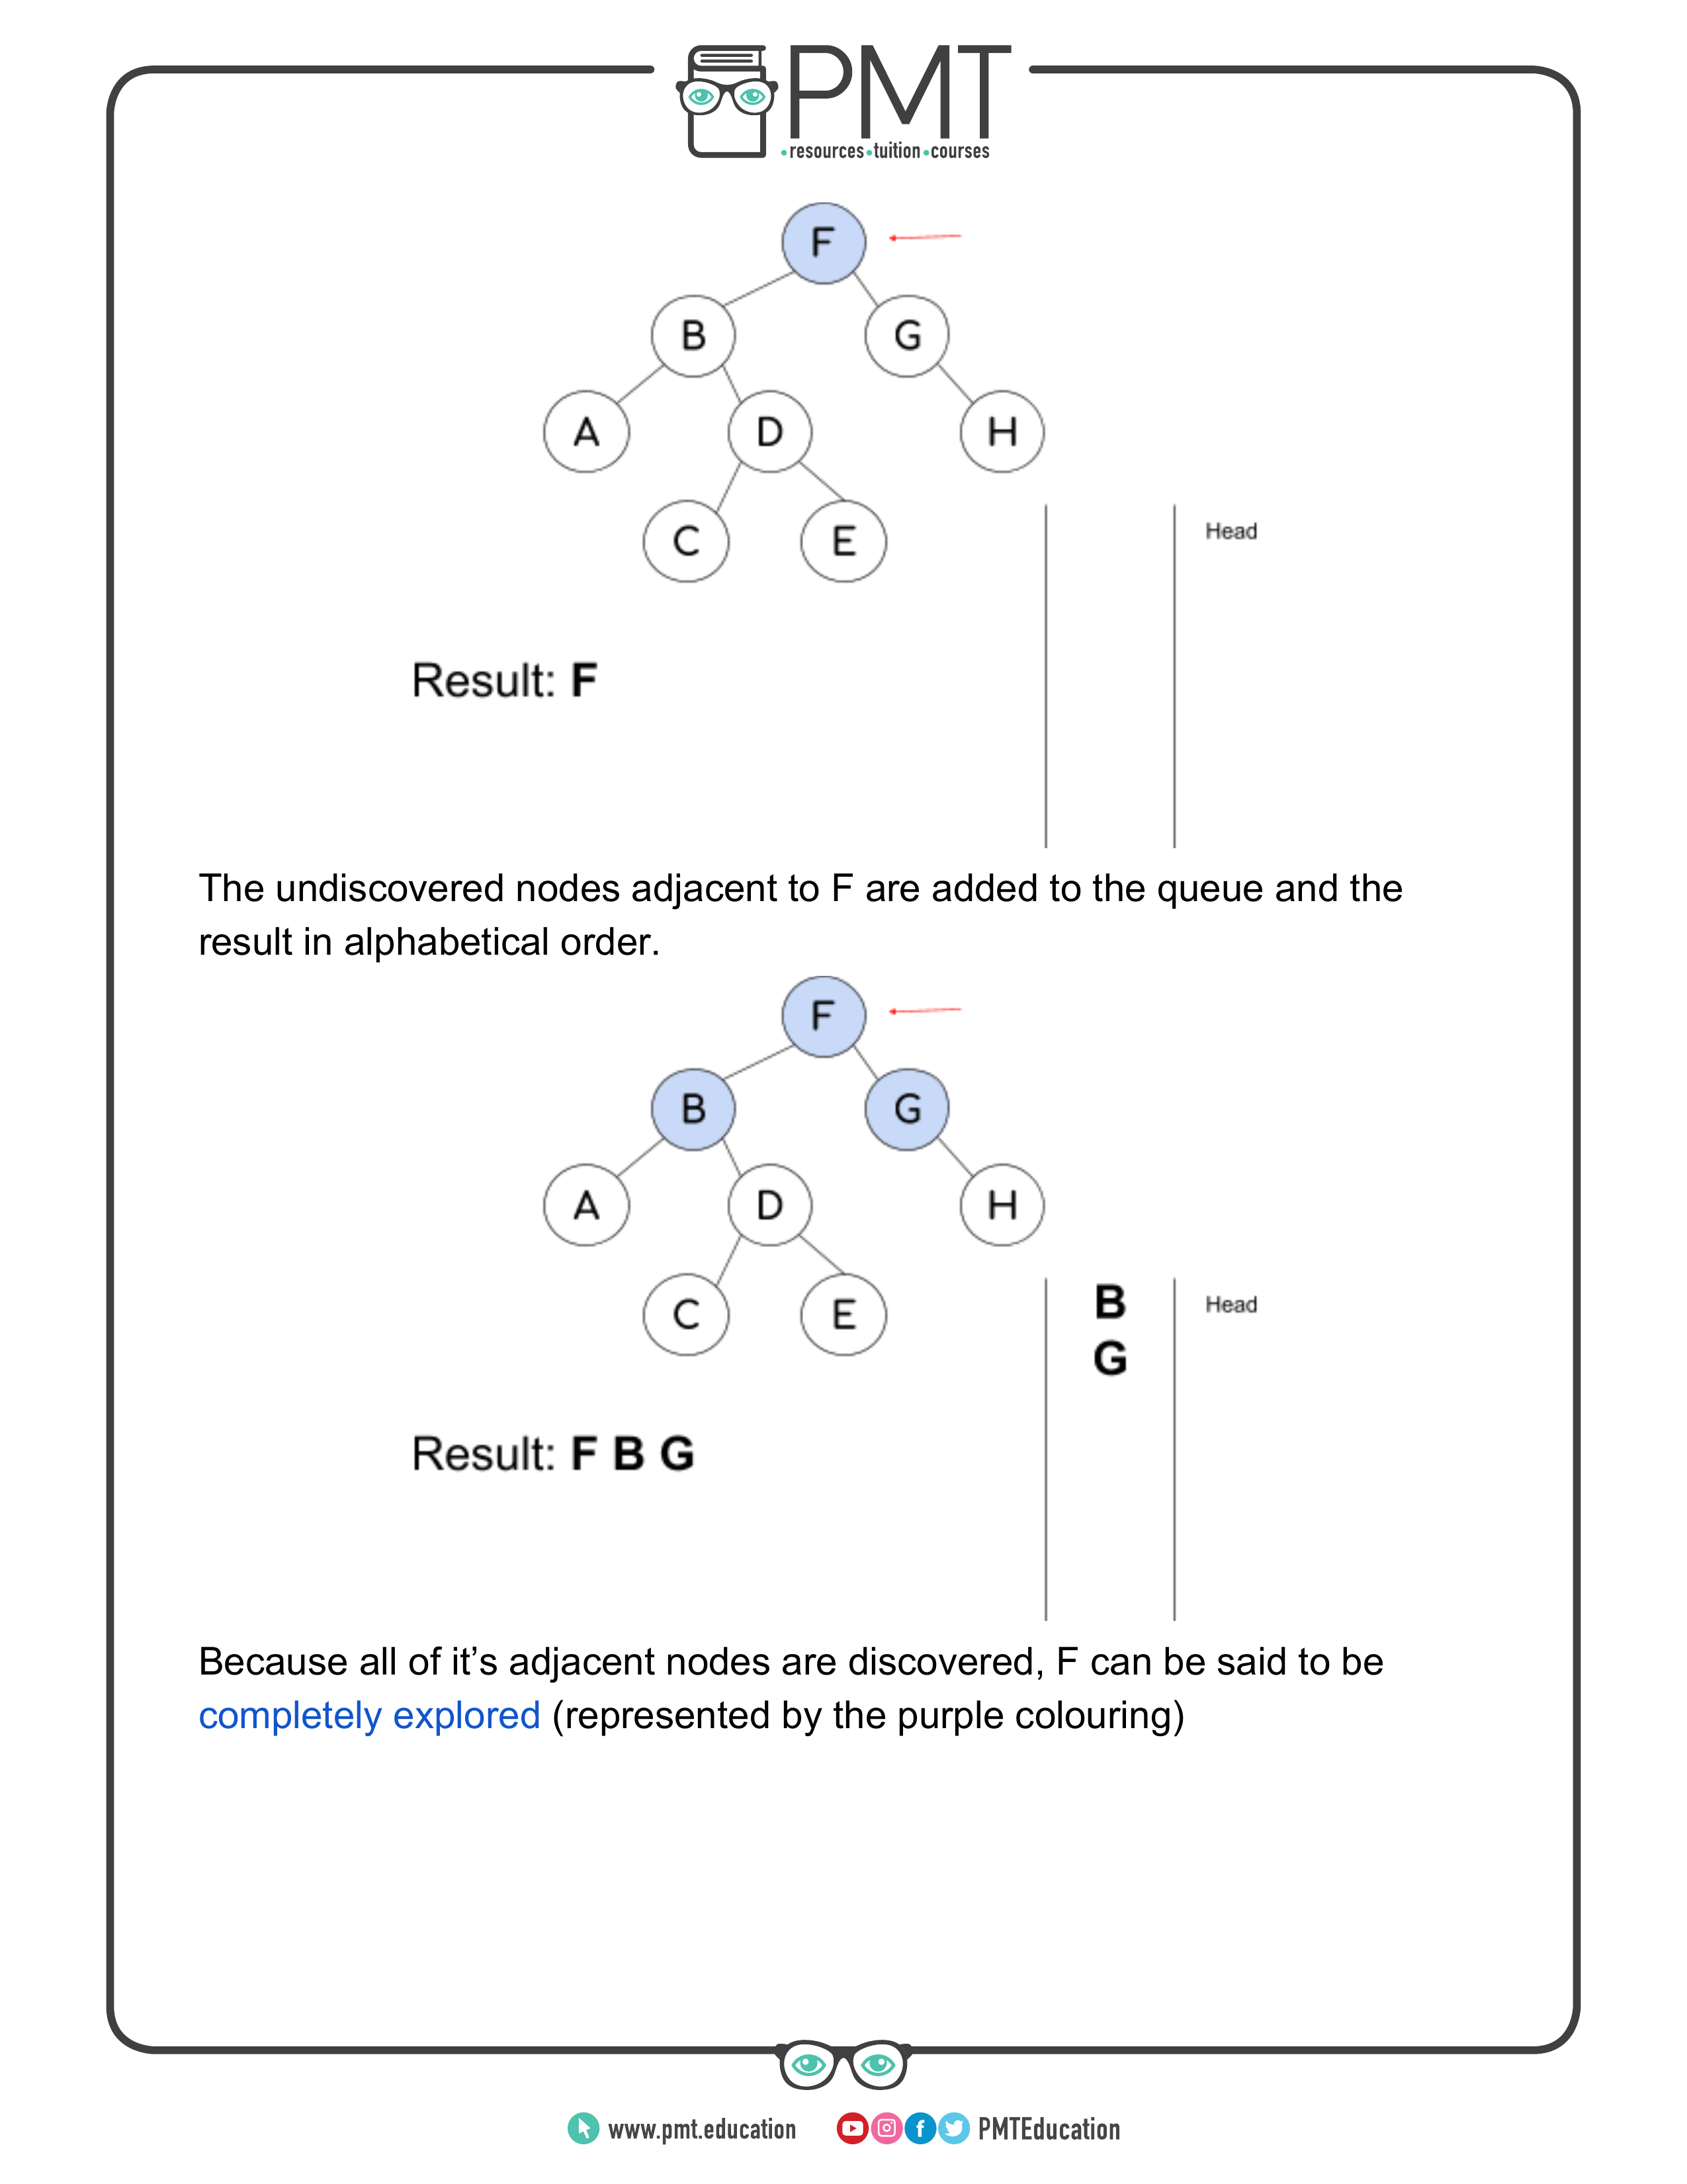 PMT
•resources•tuition•courses
F
B
G
A
D
H
C
E
Head
Result: F
The undiscovered nodes adjacent to F are added to the queue and the
result in alphabetical order.
F
B
G
A
D
H
C
E
B
Head
G
Result: F B G
Because all of it’s adjacent nodes are discovered, F can be said to be
completely explored (represented by the purple colouring)
www.pmt.education
PMTEducation